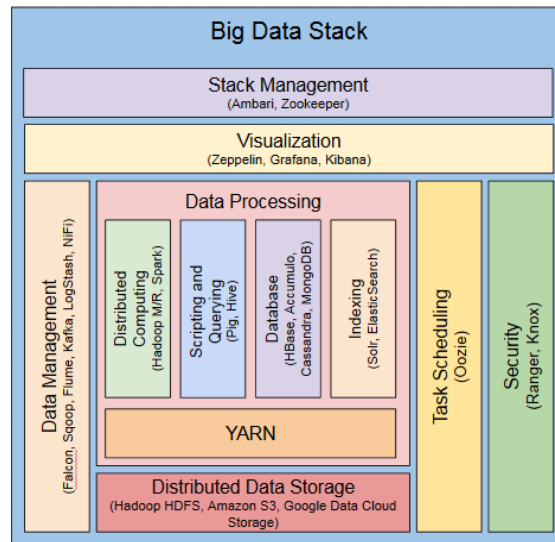 Big Data Stack
Stack Management
(Ambari, Zookeeper)
Visualization
(Zeppelin, Grafana, Kibana)
Data Management
(Falcon, Sqoop, Flume, Kafka, LogStash, NiFi)
Data Processing
Distributed
Computing
(Hadoop M/R, Spark)
Scripting and
Querying
(Pig, Hive)
Database
(HBase, Accumulo,
Cassandra, MongoDB)
Indexing
(Solr, ElasticSearch)
YARN
Distributed Data Storage
(Hadoop HDFS, Amazon S3, Google Data Cloud
Storage)
Task Scheduling
(Oozie)
Security
(Ranger, Knox)